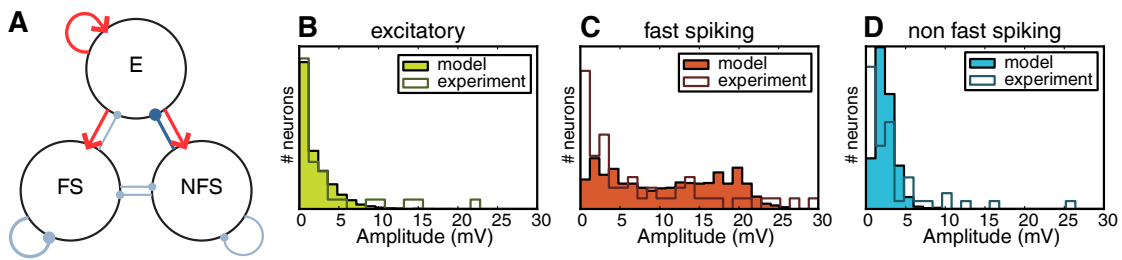 A
E
FS
NFS
B
excitatory
model
experiment
# neurons
0 5 10 15 20 25 30
Amplitude (mV)
C
fast spiking
model
experiment
# neurons
0 5 10 15 20 25 30
Amplitude (mV)
D
non fast spiking
model
experiment
# neurons
0 5 10 15 20 25 30
Amplitude (mV)